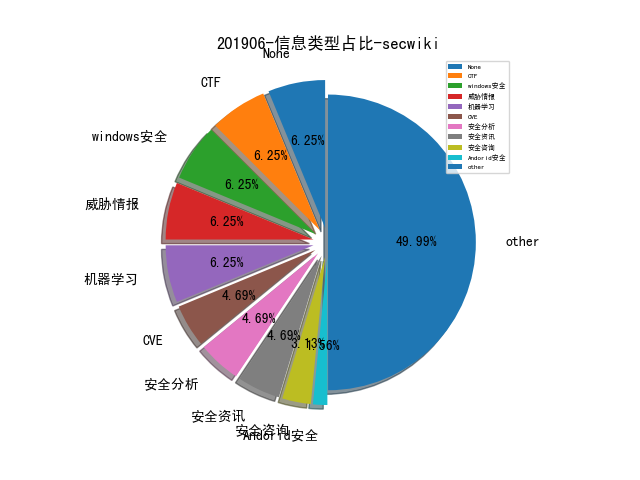 201906-信息类型占比-secwiki
None
CTF
windows安全
威胁情报
机器学习
CVE
安全分析
安全资讯
安全咨询
Andorid安全
other
6.25%
6.25%
6.25%
6.25%
6.25%
4.69%
4.69%
4.69%
3.13%
1.56%
49.99%
None
CTF
windows安全
威胁情报
机器学习
CVE
安全分析
安全资讯
安全咨询
Andorid安全
other